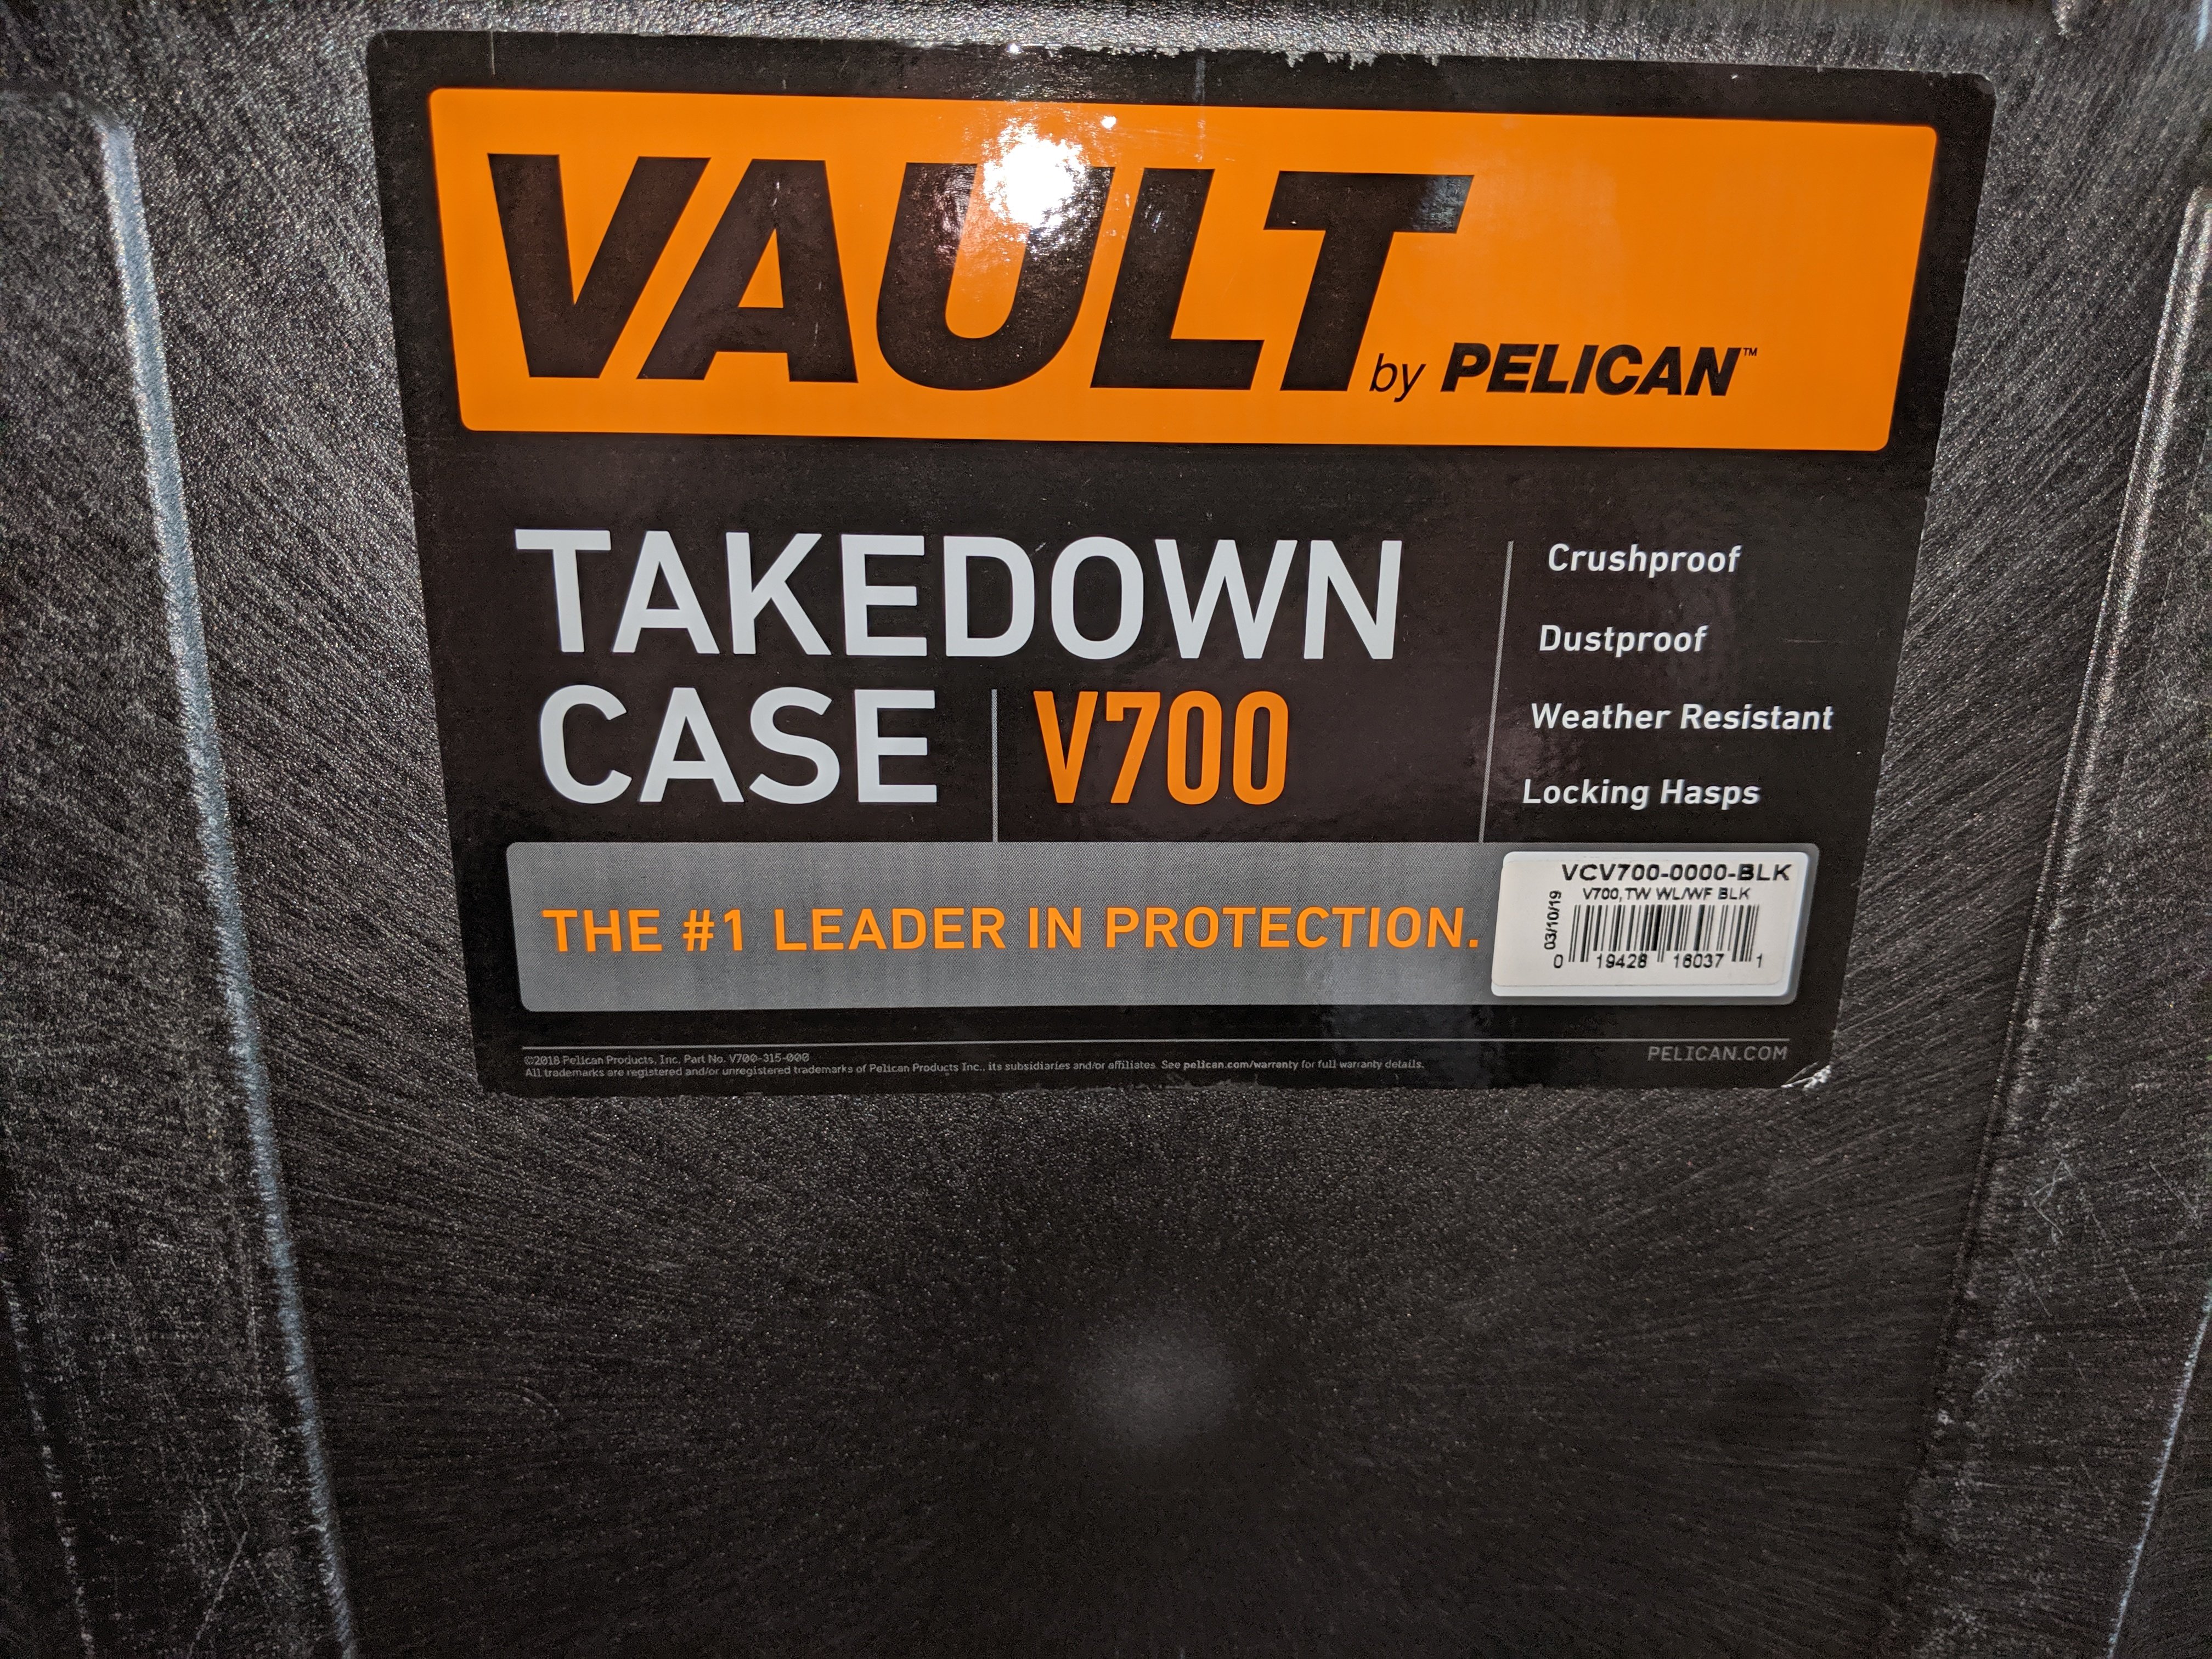 VAULT by PELICAN™
TAKEDOWN
CASE V700
Crushproof
Dustproof
Weather Resistant
Locking Hasps
THE #1 LEADER IN PROTECTION.
VCV700-0000-BLK
V700,TW WL/WF BLK
03/10/19
0 19428 16037 1
©2018 Pelican Products, Inc. Part No. V700-315-000
All trademarks are registered and/or unregistered trademarks of Pelican Products Inc., its subsidiaries and/or affiliates. See pelican.com/warranty for full warranty details.
PELICAN.COM